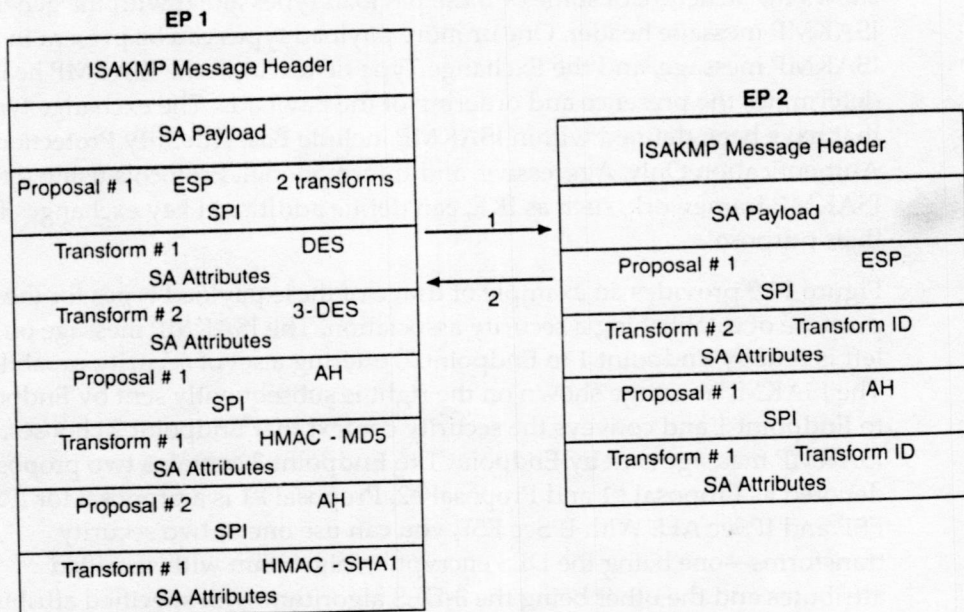 EP 1
ISAKMP Message Header
SA Payload
Proposal # 1 ESP 2 transforms
SPI
Transform # 1 DES
SA Attributes
Transform # 2 3- DES
SA Attributes
Proposal # 1 AH
SPI
Transform # 1 HMAC - MD5
SA Attributes
Proposal # 2 AH
SPI
Transform # 1 HMAC - SHA1
SA Attributes
1
2
EP 2
ISAKMP Message Header
SA Payload
Proposal # 1 ESP
SPI
Transform # 2 Transform ID
SA Attributes
Proposal # 1 AH
SPI
Transform # 1 Transform ID
SA Attributes